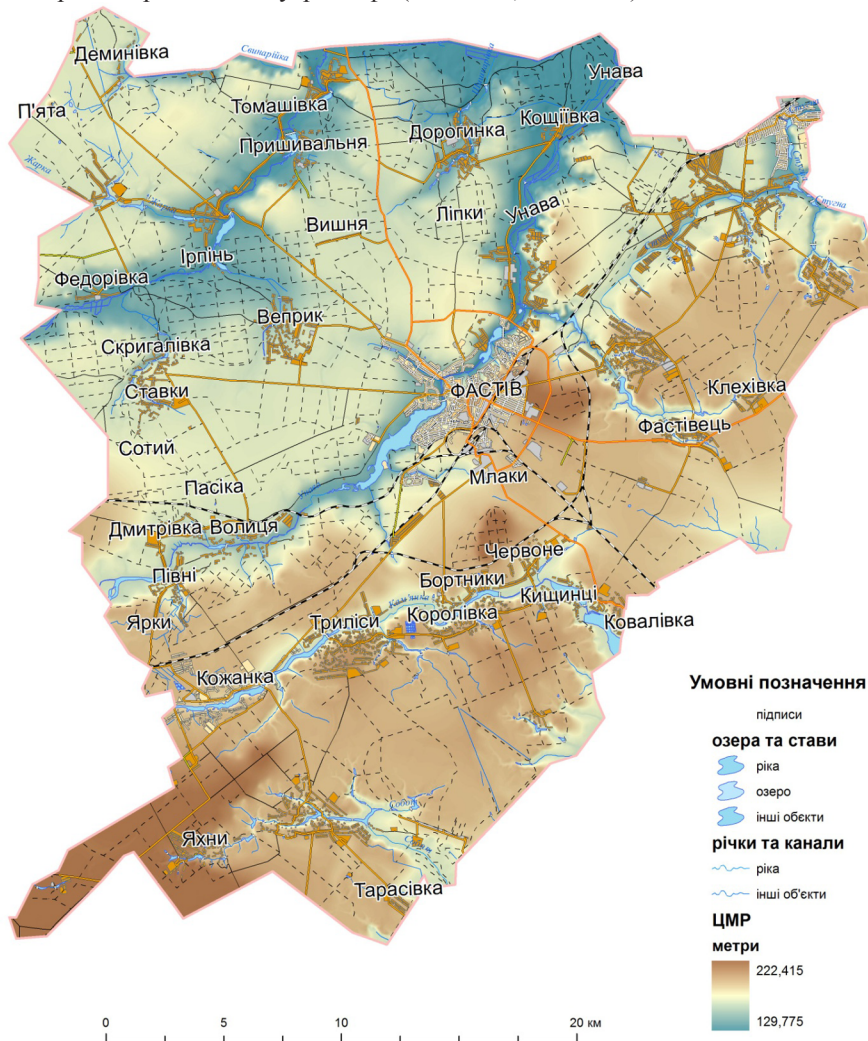 Деминівка
Свинарійка
П'ята
Томашівка
Унава
Дорогинка
Кощіївка
Пришивальня
Жарка
Ліпки
Унава
Стугна
Вишня
Ірпінь
Федорівка
Веприк
Скригалівка
Ставки
ФАСТІВ
Клехівка
Фастівець
Сотий
Млаки
Пасіка
Дмитрівка Волиця
Червоне
Півні
Бортники
Кищинці
Ярки
Триліси
Королівка
Ковалівка
Кожанка
Яхни
Тарасівка
Умовні позначення
підписи
озера та стави
ріка
озеро
інші обєкти
річки та канали
ріка
інші об'єкти
ЦМР
метри
222,415
129,775
0 5 10 20 км